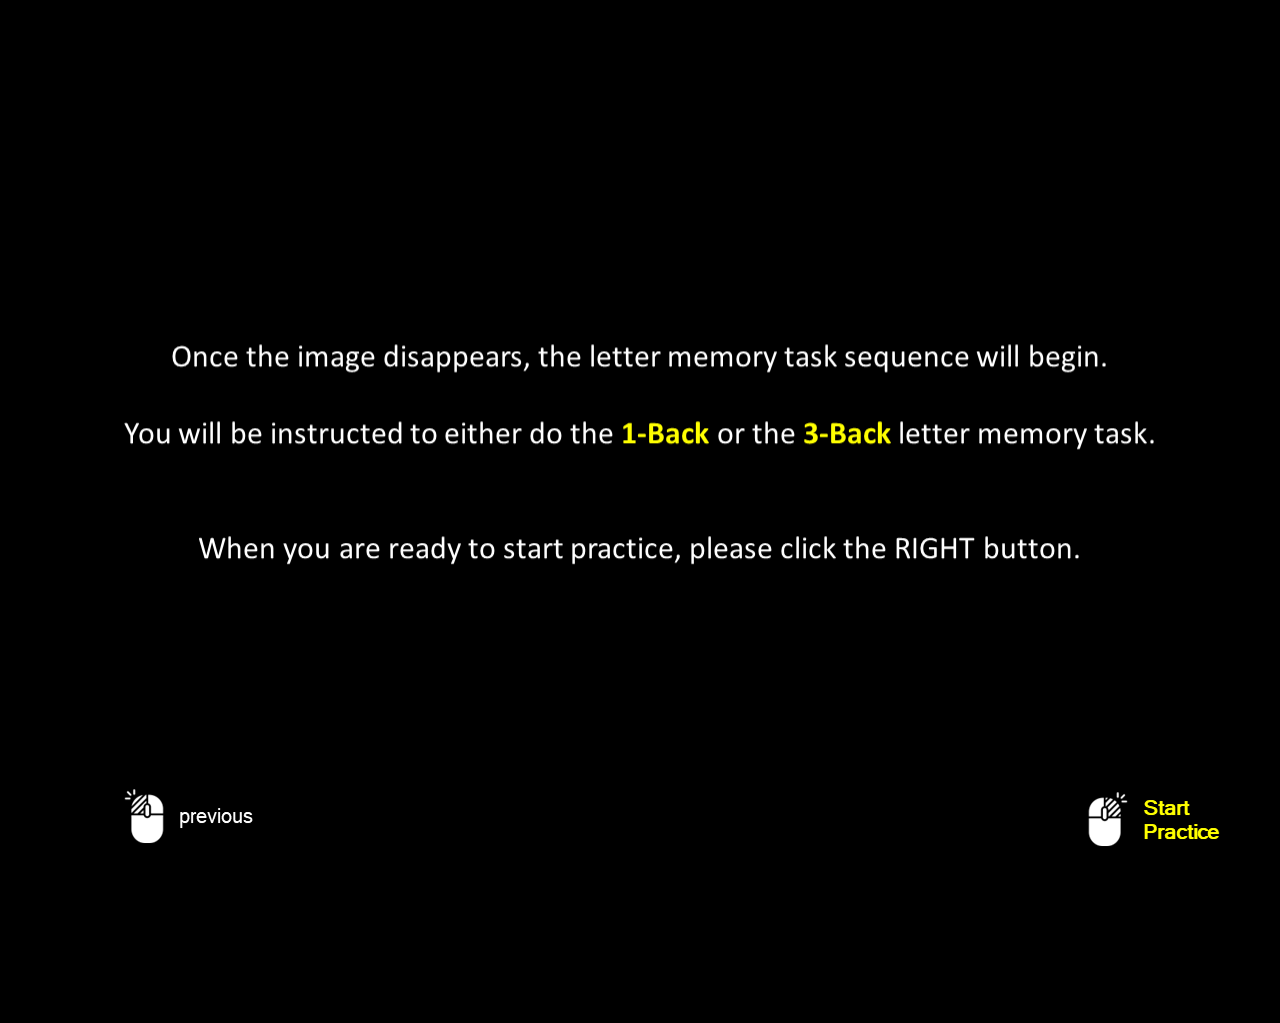 Once the image disappears, the letter memory task sequence will begin.
You will be instructed to either do the 1-Back or the 3-Back letter memory task.
When you are ready to start practice, please click the RIGHT button.
previous
Start
Practice